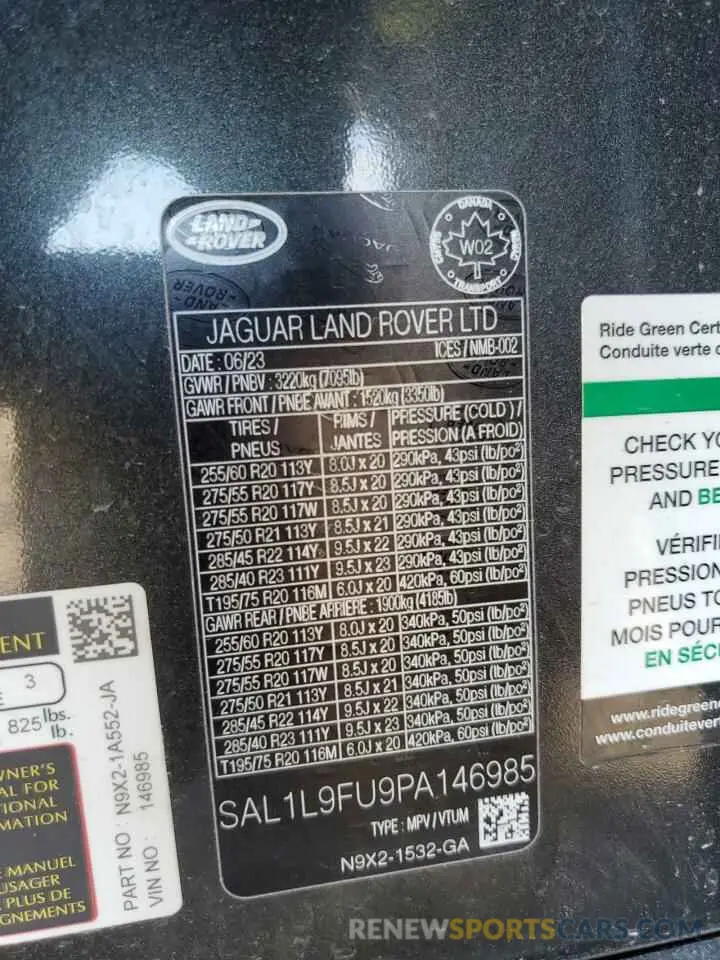 LAND-
-ROVER
CANADA
W02
TRANSPORT
JAGUAR LAND ROVER LTD
DATE : 06/23 ICES / NMB-002
GVWR / PNBV : 3220kg (7095lb)
GAWR FRONT / PNBE AVANT : 1520kg (3350lb)
TIRES / PNEUS RIMS / JANTES PRESSURE (COLD) / PRESSION (A FROID)
255/60 R20 113Y 8.0J x 20 290kPa, 43psi (lb/po²)
275/55 R20 117Y 8.5J x 20 290kPa, 43psi (lb/po²)
275/55 R20 117W 8.5J x 20 290kPa, 43psi (lb/po²)
275/50 R21 113Y 8.5J x 21 290kPa, 43psi (lb/po²)
285/45 R22 114Y 9.5J x 22 290kPa, 43psi (lb/po²)
285/40 R23 111Y 9.5J x 23 290kPa, 43psi (lb/po²)
T195/75 R20 116M 6.0J x 20 420kPa, 60psi (lb/po²)
GAWR REAR / PNBE ARRIERE : 1900kg (4185lb)
255/60 R20 113Y 8.0J x 20 340kPa, 50psi (lb/po²)
275/55 R20 117Y 8.5J x 20 340kPa, 50psi (lb/po²)
275/55 R20 117W 8.5J x 20 340kPa, 50psi (lb/po²)
275/50 R21 113Y 8.5J x 21 340kPa, 50psi (lb/po²)
285/45 R22 114Y 9.5J x 22 340kPa, 50psi (lb/po²)
285/40 R23 111Y 9.5J x 23 340kPa, 50psi (lb/po²)
T195/75 R20 116M 6.0J x 20 420kPa, 60psi (lb/po²)
SAL1L9FU9PA146985
TYPE : MPV / VTUM
N9X2-1532-GA
Ride Green Cert
Conduite verte c
CHECK YO
PRESSURE
AND BE
VÉRIFI
PRESSION
PNEUS TO
MOIS POUR
EN SÉC
www.ridegreen
www.conduitever
ENT
E 3
825 lbs.
lb.
WNER'S
AL FOR
TIONAL
MATION
E MANUEL
USAGER
PLUS DE
GNEMENTS
PART NO : N9X2-1A552-JA
VIN NO : 146985
RENEWSPORTSCARS.COM